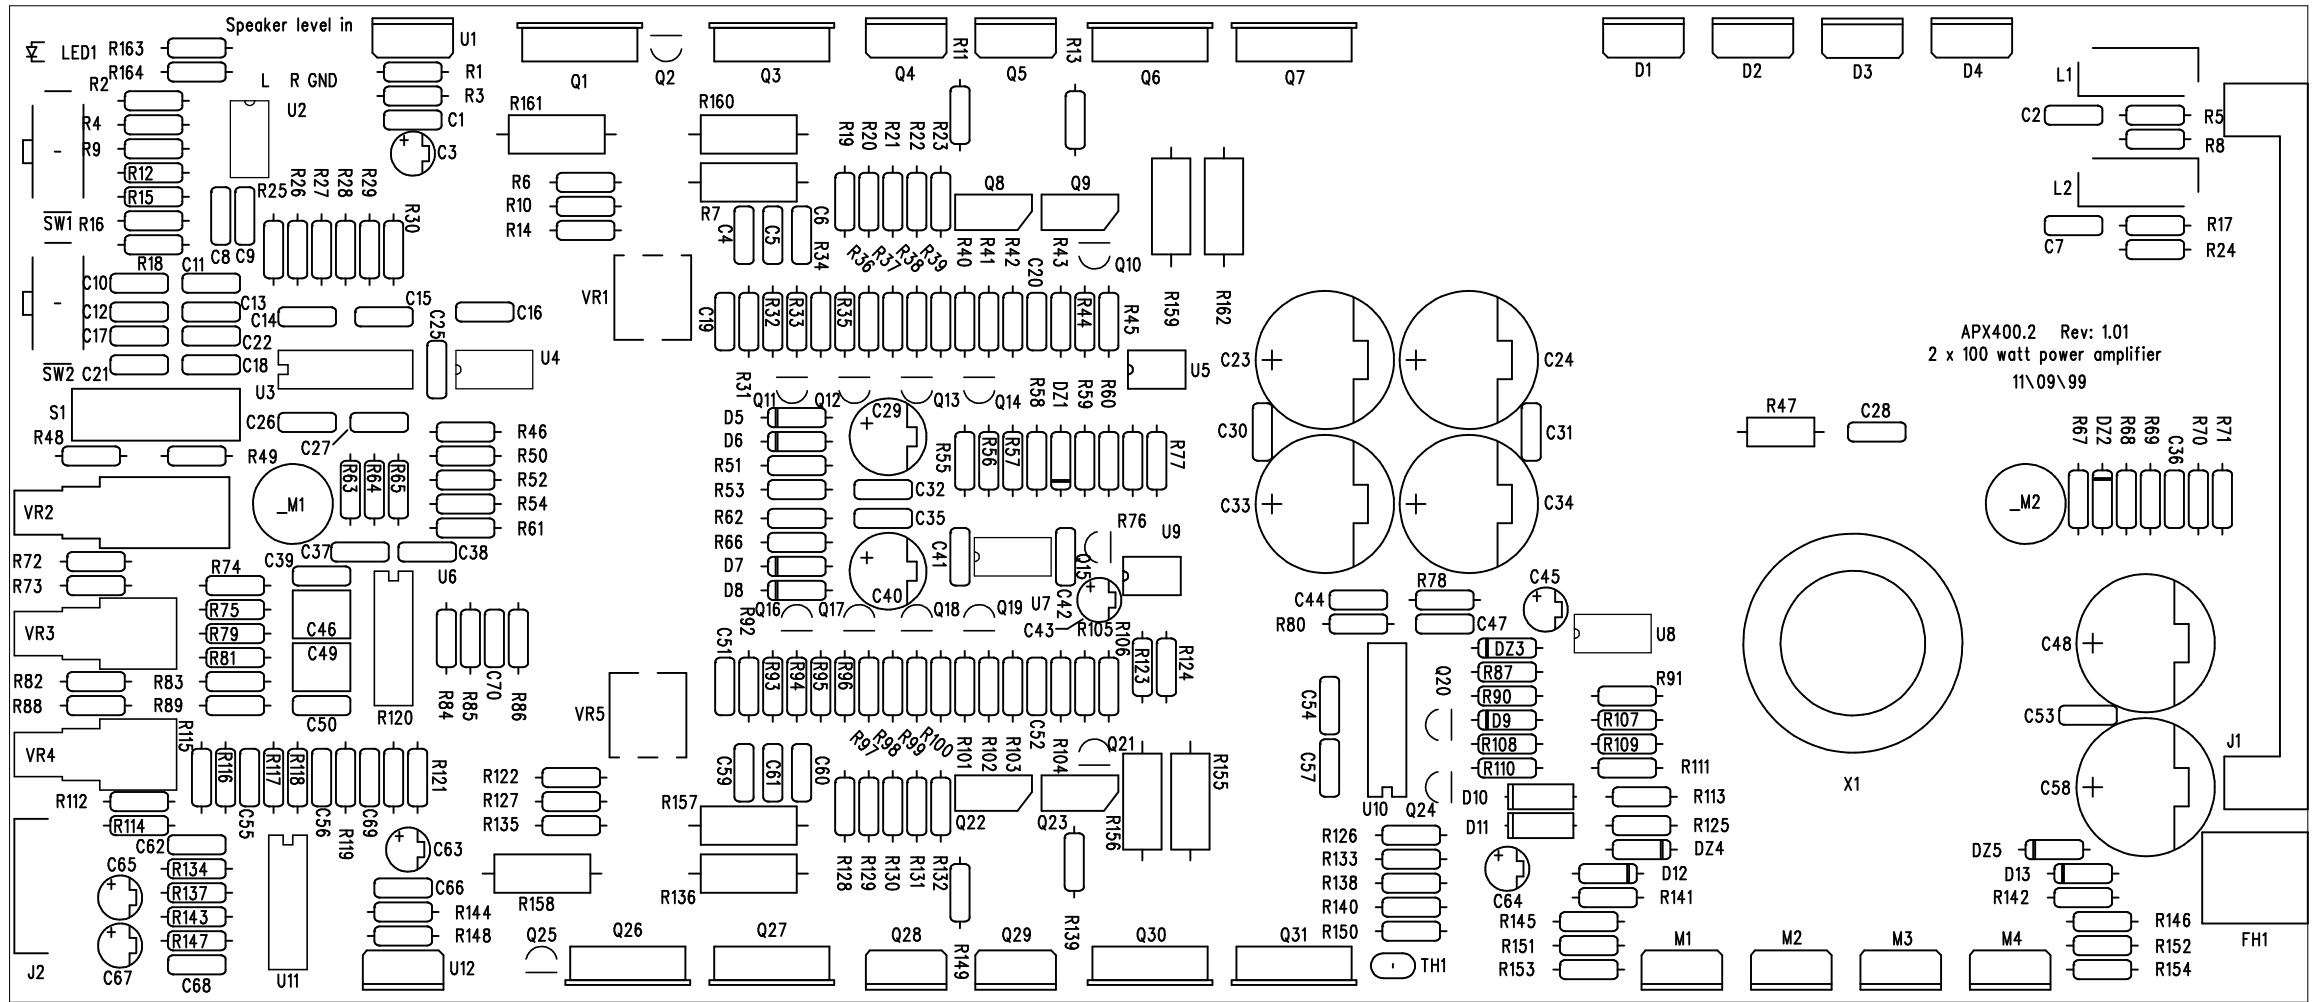 Speaker level in
LED1
R163
R164
R2
L R GND
U1
R1
R3
C1
C3
U2
R4
R9
R12
R15
SW1
R16
R18
C8
C9
R25
R26
R27
R28
R29
R30
C10
C11
C12
C13
C14
C15
C16
C17
C22
C18
C21
SW2
U3
C25
U4
S1
C26
C27
R48
R49
R46
R50
R52
R54
R61
_M1
R63
R64
R65
VR2
C37
C38
C39
U6
R72
R73
R74
R75
R79
R81
VR3
C46
C49
R82
R83
R88
R89
C50
R120
R84
R85
C70
R86
VR4
R115
R116
R117
R118
R121
R112
R114
C55
C56
R119
C69
C62
C63
C65
R134
R137
R143
R147
C66
R144
R148
C67
C68
J2
U11
U12
Q1
Q2
Q3
Q4
R11
Q5
R13
Q6
Q7
R161
R160
R6
R10
R14
R7
C4
C5
C6
R34
R19
R20
R21
R22
R23
Q8
Q9
R36
R37
R38
R39
R40
R41
R42
C20
R43
Q10
VR1
C19
R32
R33
R35
R44
R45
R159
R162
R31
Q11
Q12
Q13
Q14
R58
DZ1
R59
R60
U5
D5
D6
R51
R53
R62
R66
D7
D8
C29
C32
C35
C40
R55
R56
R57
R77
C41
U7
C42
Q15
R76
U9
C43
R105
R106
Q16
Q17
Q18
Q19
R92
C51
R93
R94
R95
R96
R123
R124
VR5
R97
R98
R99
R100
R101
R102
R103
C52
R104
Q21
C59
C61
C60
R122
R127
R135
R157
R158
R136
Q22
Q23
R156
R155
R128
R129
R130
R131
R132
R149
R139
Q25
Q26
Q27
Q28
Q29
Q30
Q31
C23
C24
C30
C31
C33
C34
C44
R78
R80
C47
C45
U8
DZ3
R87
R90
D9
R108
R110
Q20
C54
C57
U10
Q24
D10
D11
R91
R107
R109
R111
R113
R125
DZ4
D12
R141
R126
R133
R138
R140
R150
C64
R145
R151
R153
TH1
M1
M2
M3
M4
D1
D2
D3
D4
L1
C2
R5
R8
L2
C7
R17
R24
APX400.2 Rev: 1.01
2 x 100 watt power amplifier
11\09\99
R47
C28
R67
DZ2
R68
R69
C36
R70
R71
_M2
X1
C48
C53
C58
J1
DZ5
D13
R142
R146
R152
R154
FH1